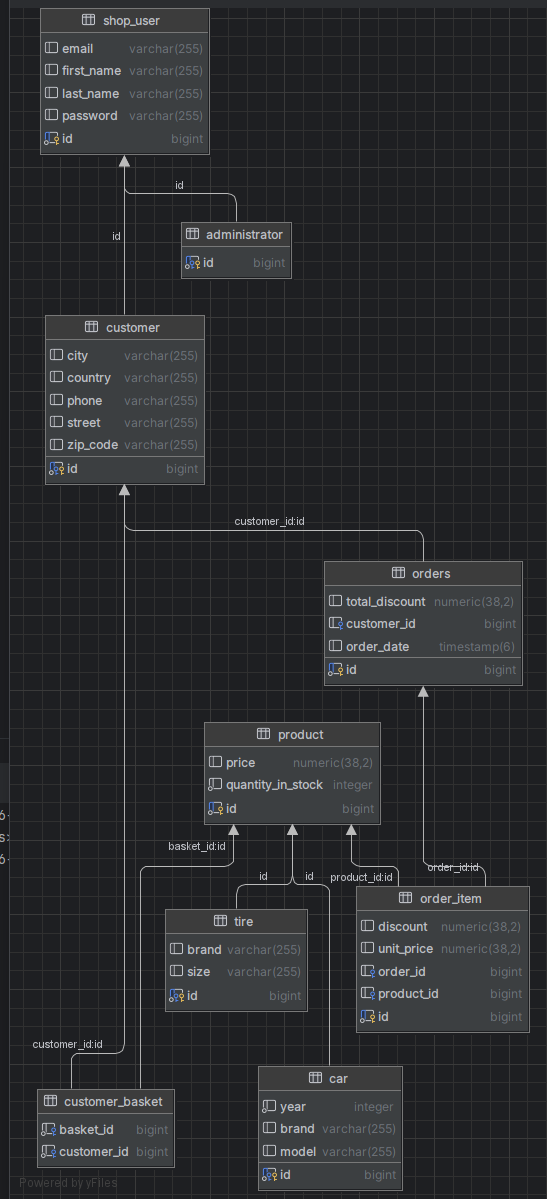 shop_user
email varchar(255)
first_name varchar(255)
last_name varchar(255)
password varchar(255)
id bigint
id
id
administrator
id bigint
customer
city varchar(255)
country varchar(255)
phone varchar(255)
street varchar(255)
zip_code varchar(255)
id bigint
customer_id:id
orders
total_discount numeric(38,2)
customer_id bigint
order_date timestamp(6)
id bigint
product
price numeric(38,2)
quantity_in_stock integer
id bigint
basket_id:id
id
id
product_id:id
order_id:id
order_item
discount numeric(38,2)
unit_price numeric(38,2)
order_id bigint
product_id bigint
id bigint
tire
brand varchar(255)
size varchar(255)
id bigint
customer_id:id
customer_basket
basket_id bigint
customer_id bigint
car
year integer
brand varchar(255)
model varchar(255)
id bigint
Powered by yFiles